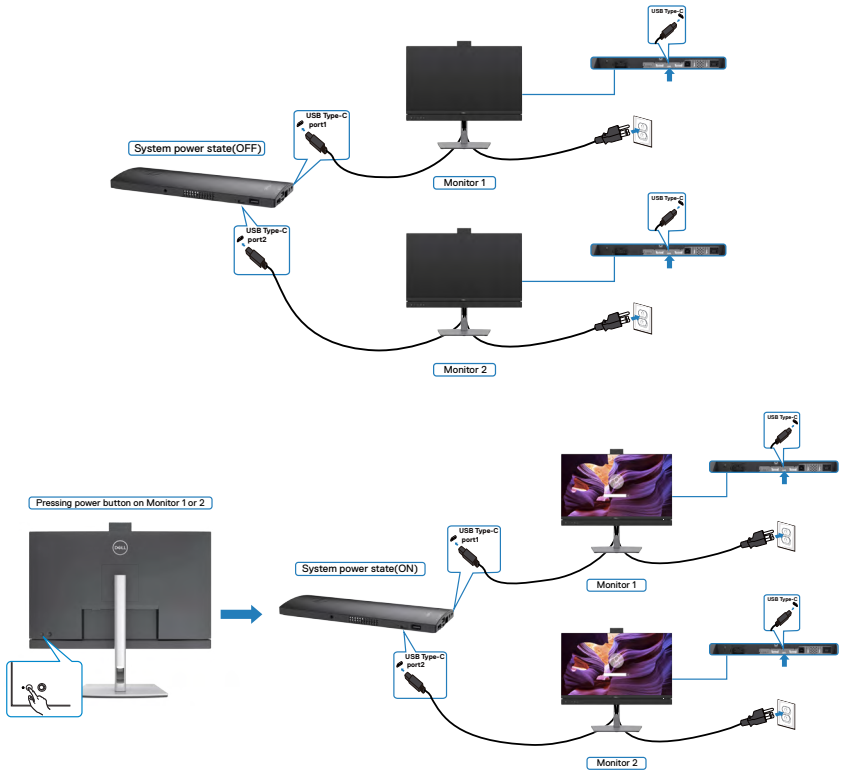 USB Type-C
USB Type-C
port1
System power state(OFF)
Monitor 1
USB Type-C
USB Type-C
port2
Monitor 2
USB Type-C
Pressing power button on Monitor 1 or 2
USB Type-C
port1
DELL
System power state(ON)
Monitor 1
USB Type-C
USB Type-C
port2
Monitor 2